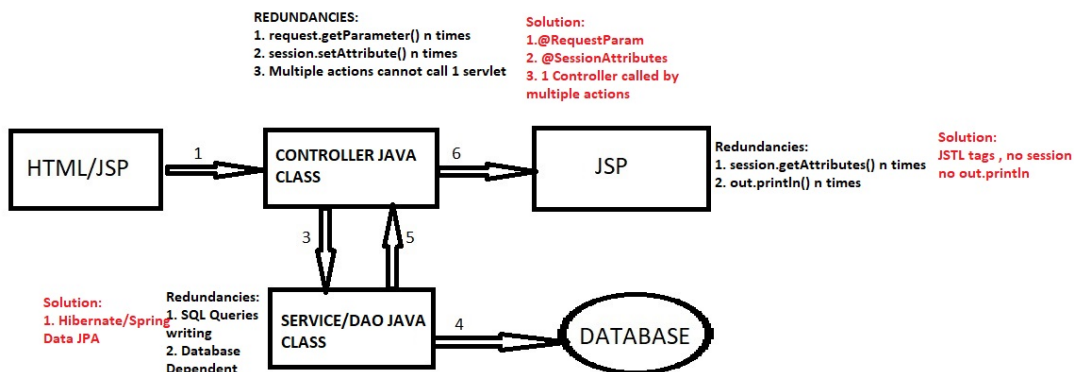 REDUNDANCIES:
1. request.getParameter() n times
2. session.setAttribute() n times
3. Multiple actions cannot call 1 servlet
Solution:
1.@RequestParam
2. @SessionAttributes
3. 1 Controller called by
multiple actions
HTML/JSP
1
CONTROLLER JAVA
CLASS
6
JSP
Redundancies:
1. session.getAttributes() n times
2. out.println() n times
Solution:
JSTL tags , no session
no out.println
3
5
Solution:
1. Hibernate/Spring
Data JPA
Redundancies:
1. SQL Queries
writing
2. Database
Dependent
SERVICE/DAO JAVA
CLASS
4
DATABASE